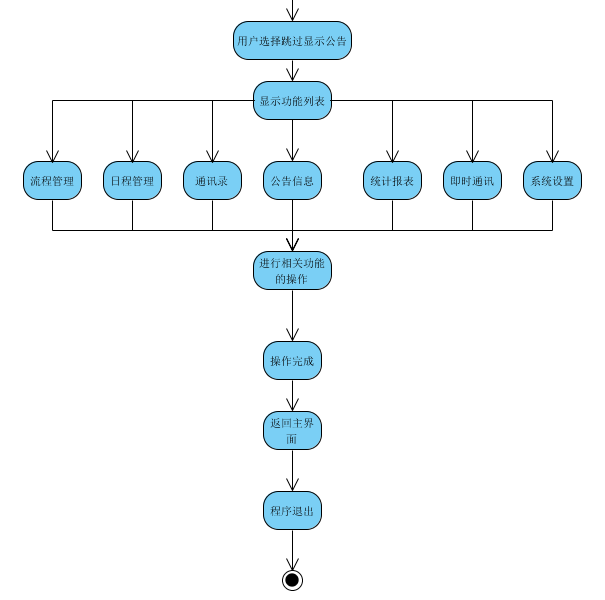 用户选择跳过显示公告
显示功能列表
流程管理
日程管理
通讯录
公告信息
统计报表
即时通讯
系统设置
进行相关功能
的操作
操作完成
返回主界
面
程序退出